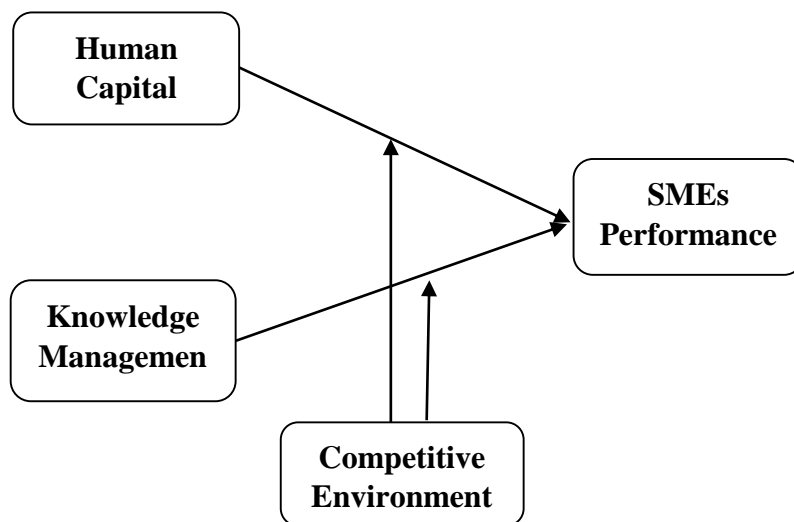 Human
Capital
SMEs
Performance
Knowledge
Managemen
Competitive
Environment